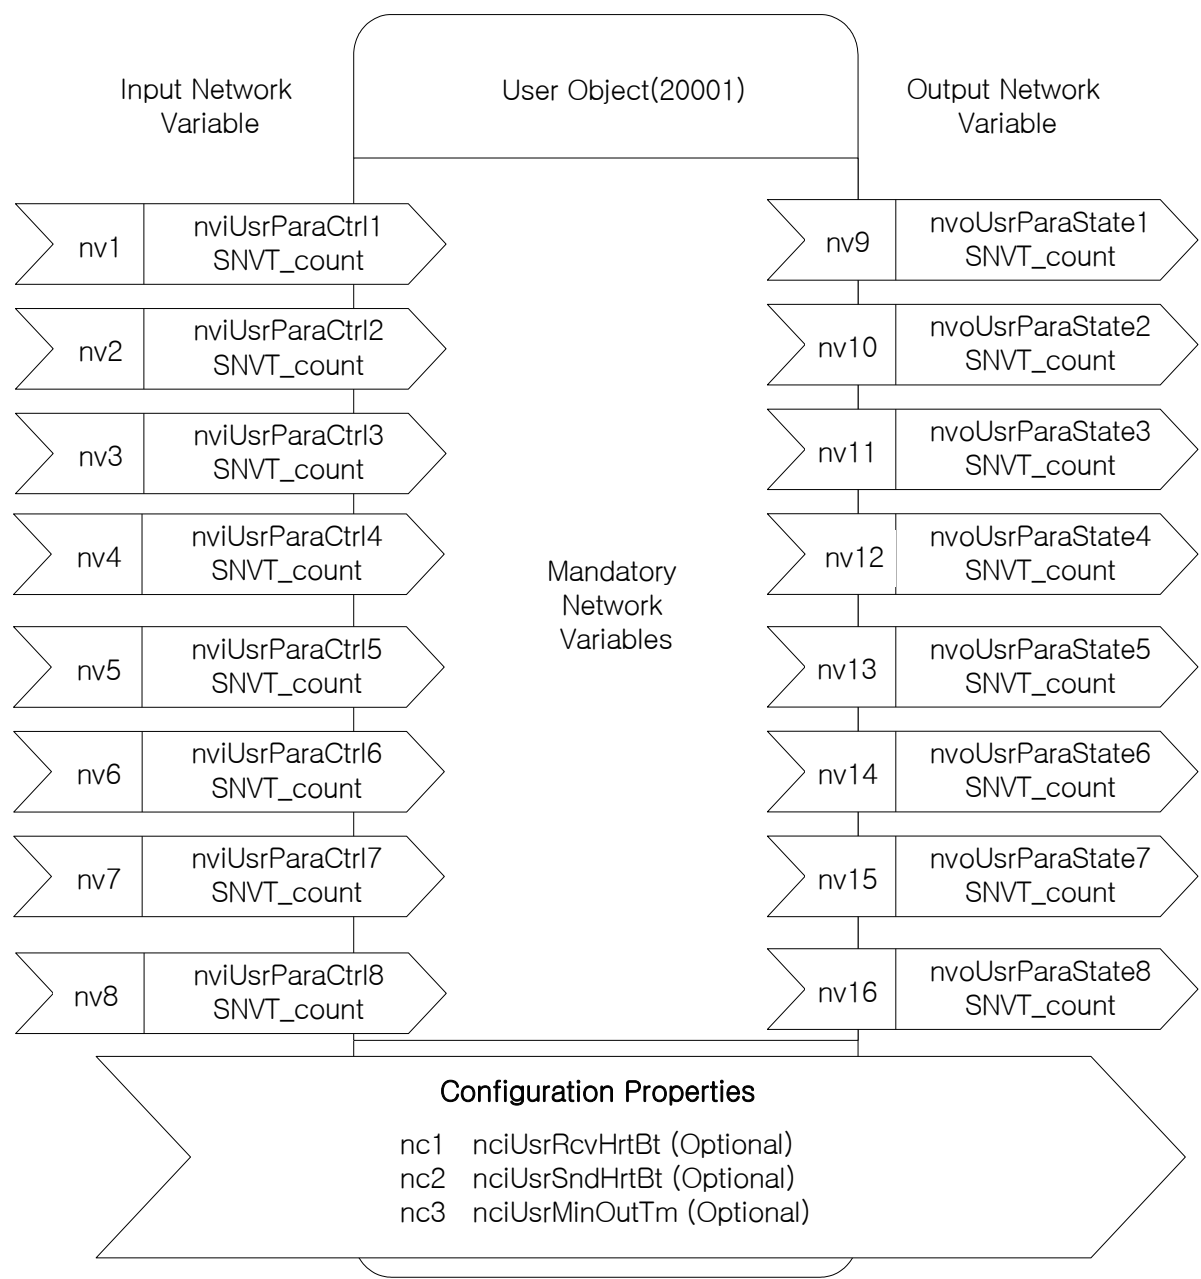 Input Network
Variable
User Object(20001)
Output Network
Variable
nv1
nviUsrParaCtrl1
SNVT_count
nv9
nvoUsrParaState1
SNVT_count
nv2
nviUsrParaCtrl2
SNVT_count
nv10
nvoUsrParaState2
SNVT_count
nv3
nviUsrParaCtrl3
SNVT_count
nv11
nvoUsrParaState3
SNVT_count
nv4
nviUsrParaCtrl4
SNVT_count
nv12
nvoUsrParaState4
SNVT_count
Mandatory
Network
Variables
nv5
nviUsrParaCtrl5
SNVT_count
nv13
nvoUsrParaState5
SNVT_count
nv6
nviUsrParaCtrl6
SNVT_count
nv14
nvoUsrParaState6
SNVT_count
nv7
nviUsrParaCtrl7
SNVT_count
nv15
nvoUsrParaState7
SNVT_count
nv8
nviUsrParaCtrl8
SNVT_count
nv16
nvoUsrParaState8
SNVT_count
Configuration Properties
nc1 nciUsrRcvHrtBt (Optional)
nc2 nciUsrSndHrtBt (Optional)
nc3 nciUsrMinOutTm (Optional)